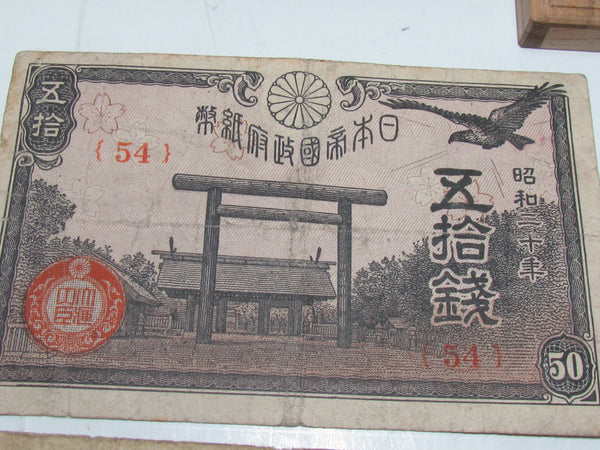 五拾
日本帝國政府紙幣
{ 54 }
昭和二十年
五拾錢
{ 54 }
50